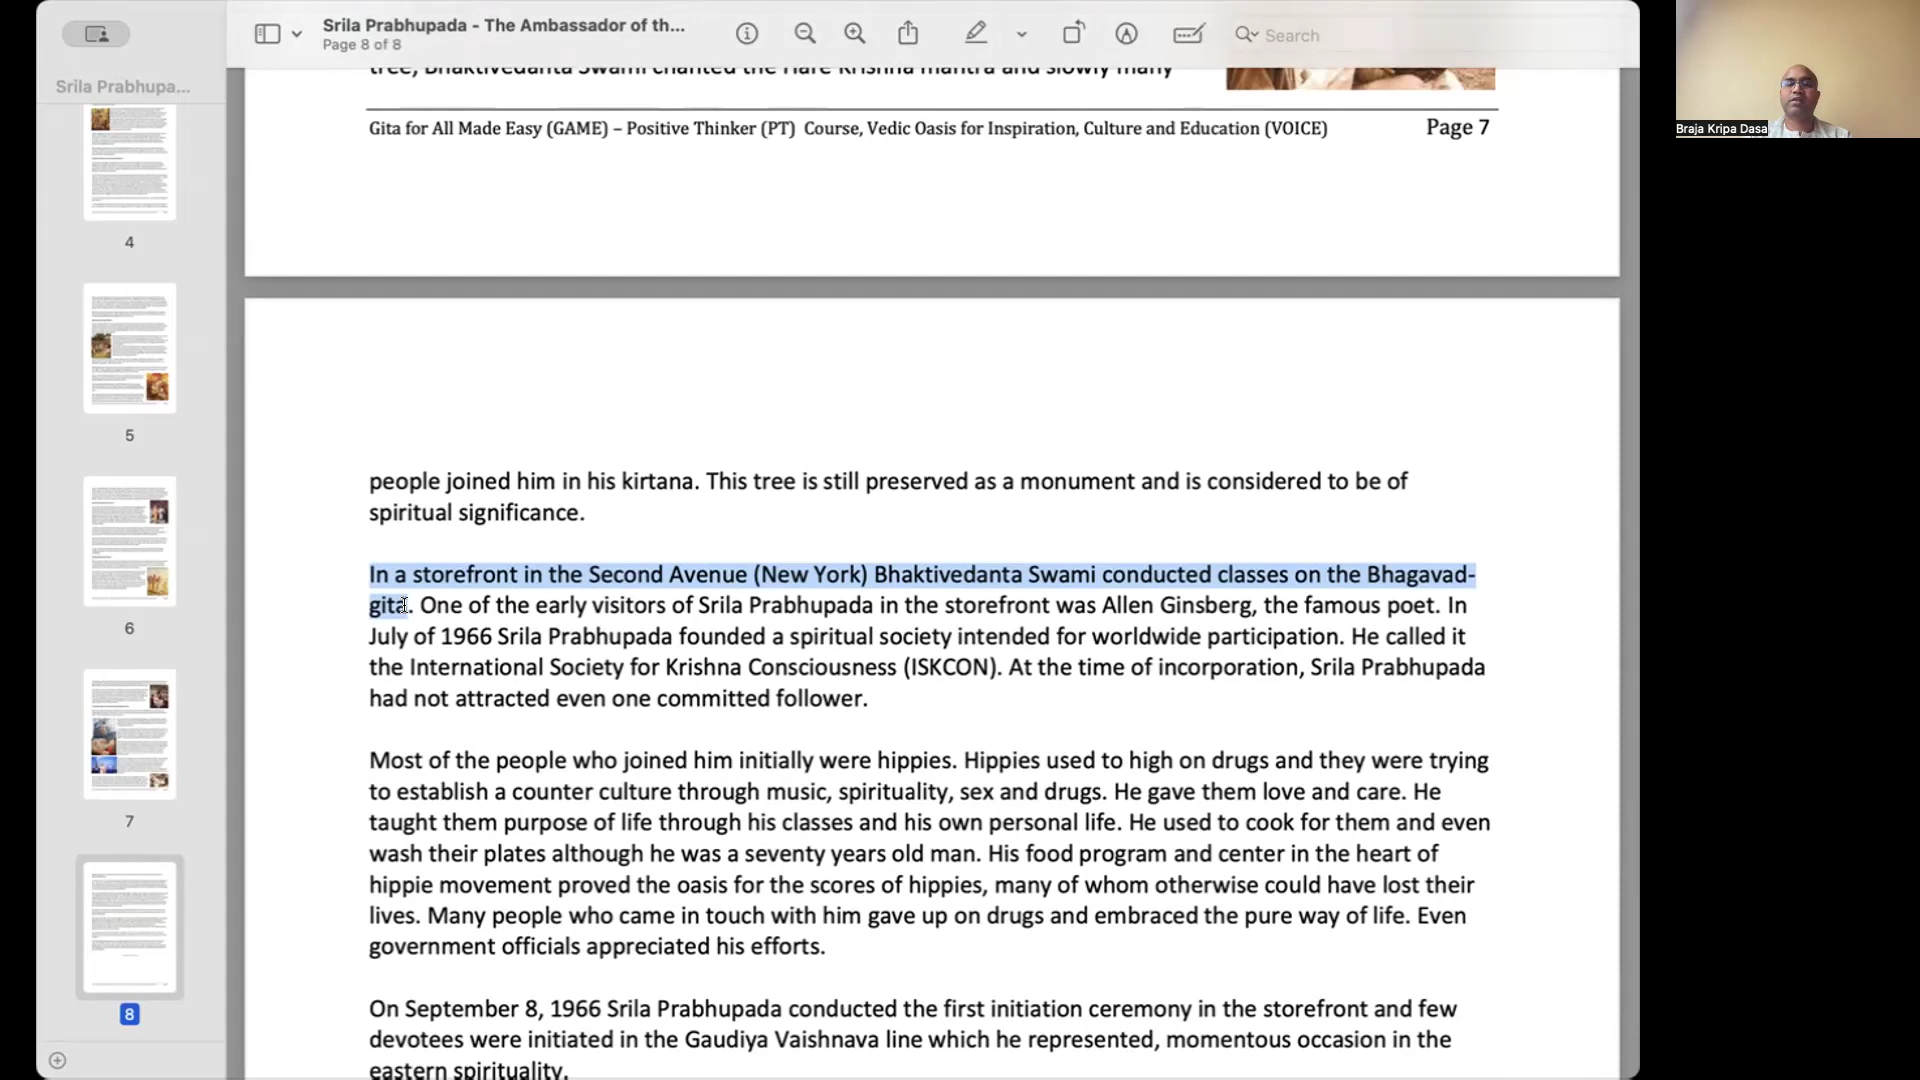 Srila Prabhupada - The Ambassador of th...
Page 8 of 8
Search
Srila Prabhupa...
4
5
6
7
8
tree, Bhaktivedanta Swami chanted the Hare Krishna mantra and slowly many
Gita for All Made Easy (GAME) – Positive Thinker (PT) Course, Vedic Oasis for Inspiration, Culture and Education (VOICE) Page 7
people joined him in his kirtana. This tree is still preserved as a monument and is considered to be of
spiritual significance.
In a storefront in the Second Avenue (New York) Bhaktivedanta Swami conducted classes on the Bhagavad-
gita. One of the early visitors of Srila Prabhupada in the storefront was Allen Ginsberg, the famous poet. In
July of 1966 Srila Prabhupada founded a spiritual society intended for worldwide participation. He called it
the International Society for Krishna Consciousness (ISKCON). At the time of incorporation, Srila Prabhupada
had not attracted even one committed follower.
Most of the people who joined him initially were hippies. Hippies used to high on drugs and they were trying
to establish a counter culture through music, spirituality, sex and drugs. He gave them love and care. He
taught them purpose of life through his classes and his own personal life. He used to cook for them and even
wash their plates although he was a seventy years old man. His food program and center in the heart of
hippie movement proved the oasis for the scores of hippies, many of whom otherwise could have lost their
lives. Many people who came in touch with him gave up on drugs and embraced the pure way of life. Even
government officials appreciated his efforts.
On September 8, 1966 Srila Prabhupada conducted the first initiation ceremony in the storefront and few
devotees were initiated in the Gaudiya Vaishnava line which he represented, momentous occasion in the
eastern spirituality.
Braja Kripa Dasa